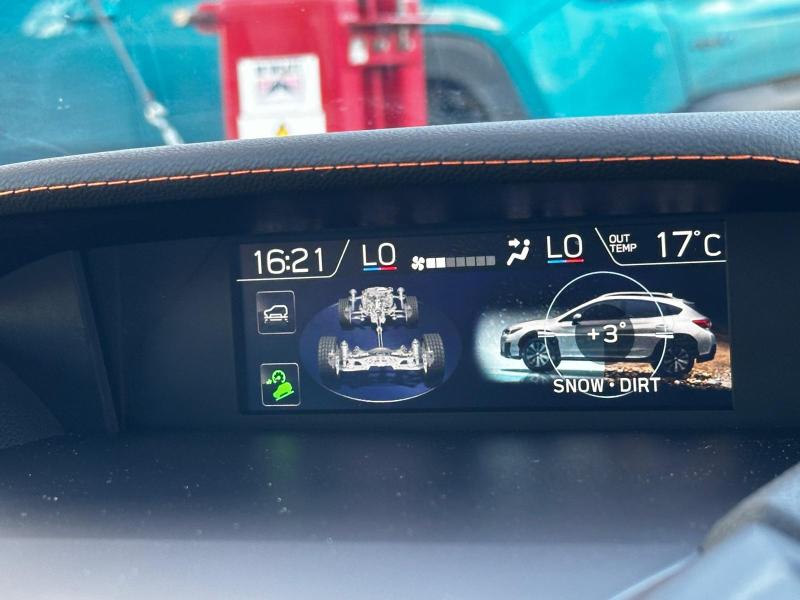 16:21
LO
LO
OUT
TEMP
17°C
+3°
SNOW • DIRT